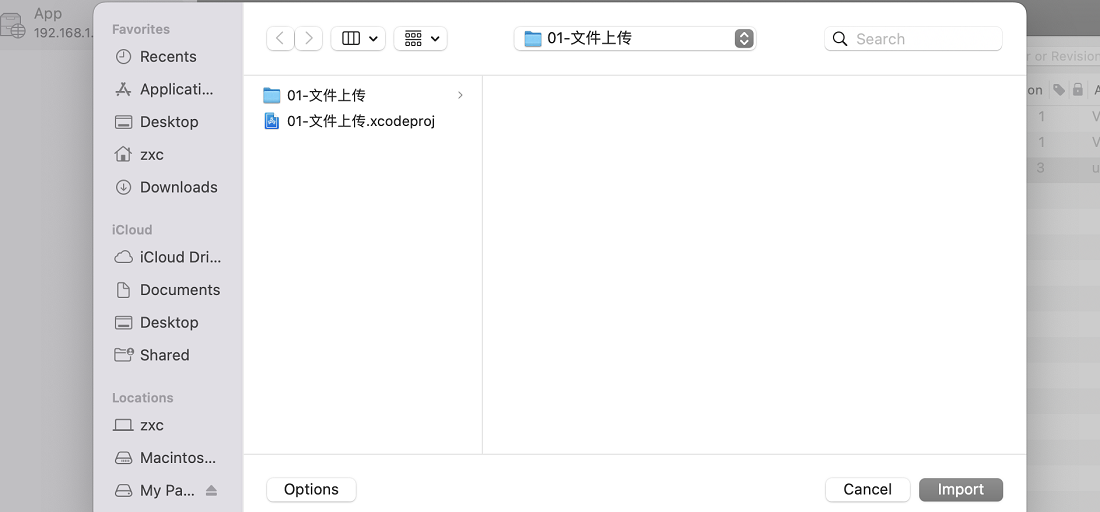 App
192.168.1.
Favorites
Recents
Applicati...
Desktop
zxc
Downloads
iCloud
iCloud Dri...
Documents
Desktop
Shared
Locations
zxc
Macintos...
My Pa...
01-文件上传
Search
01-文件上传
01-文件上传.xcodeproj
Options
Cancel
Import
r or Revision
on
A
1
V
1
V
3
u